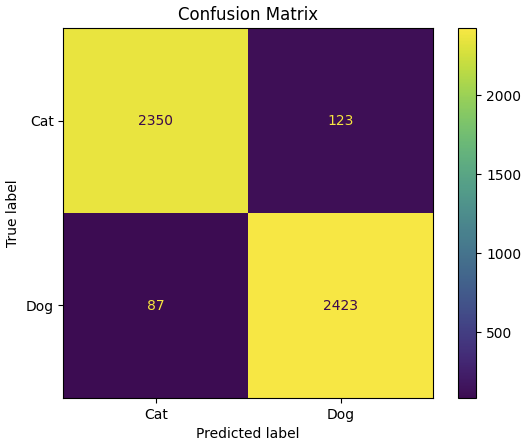 Confusion Matrix
Cat
2350
123
Dog
87
2423
Cat
Dog
Predicted label
True label
2000
1500
1000
500